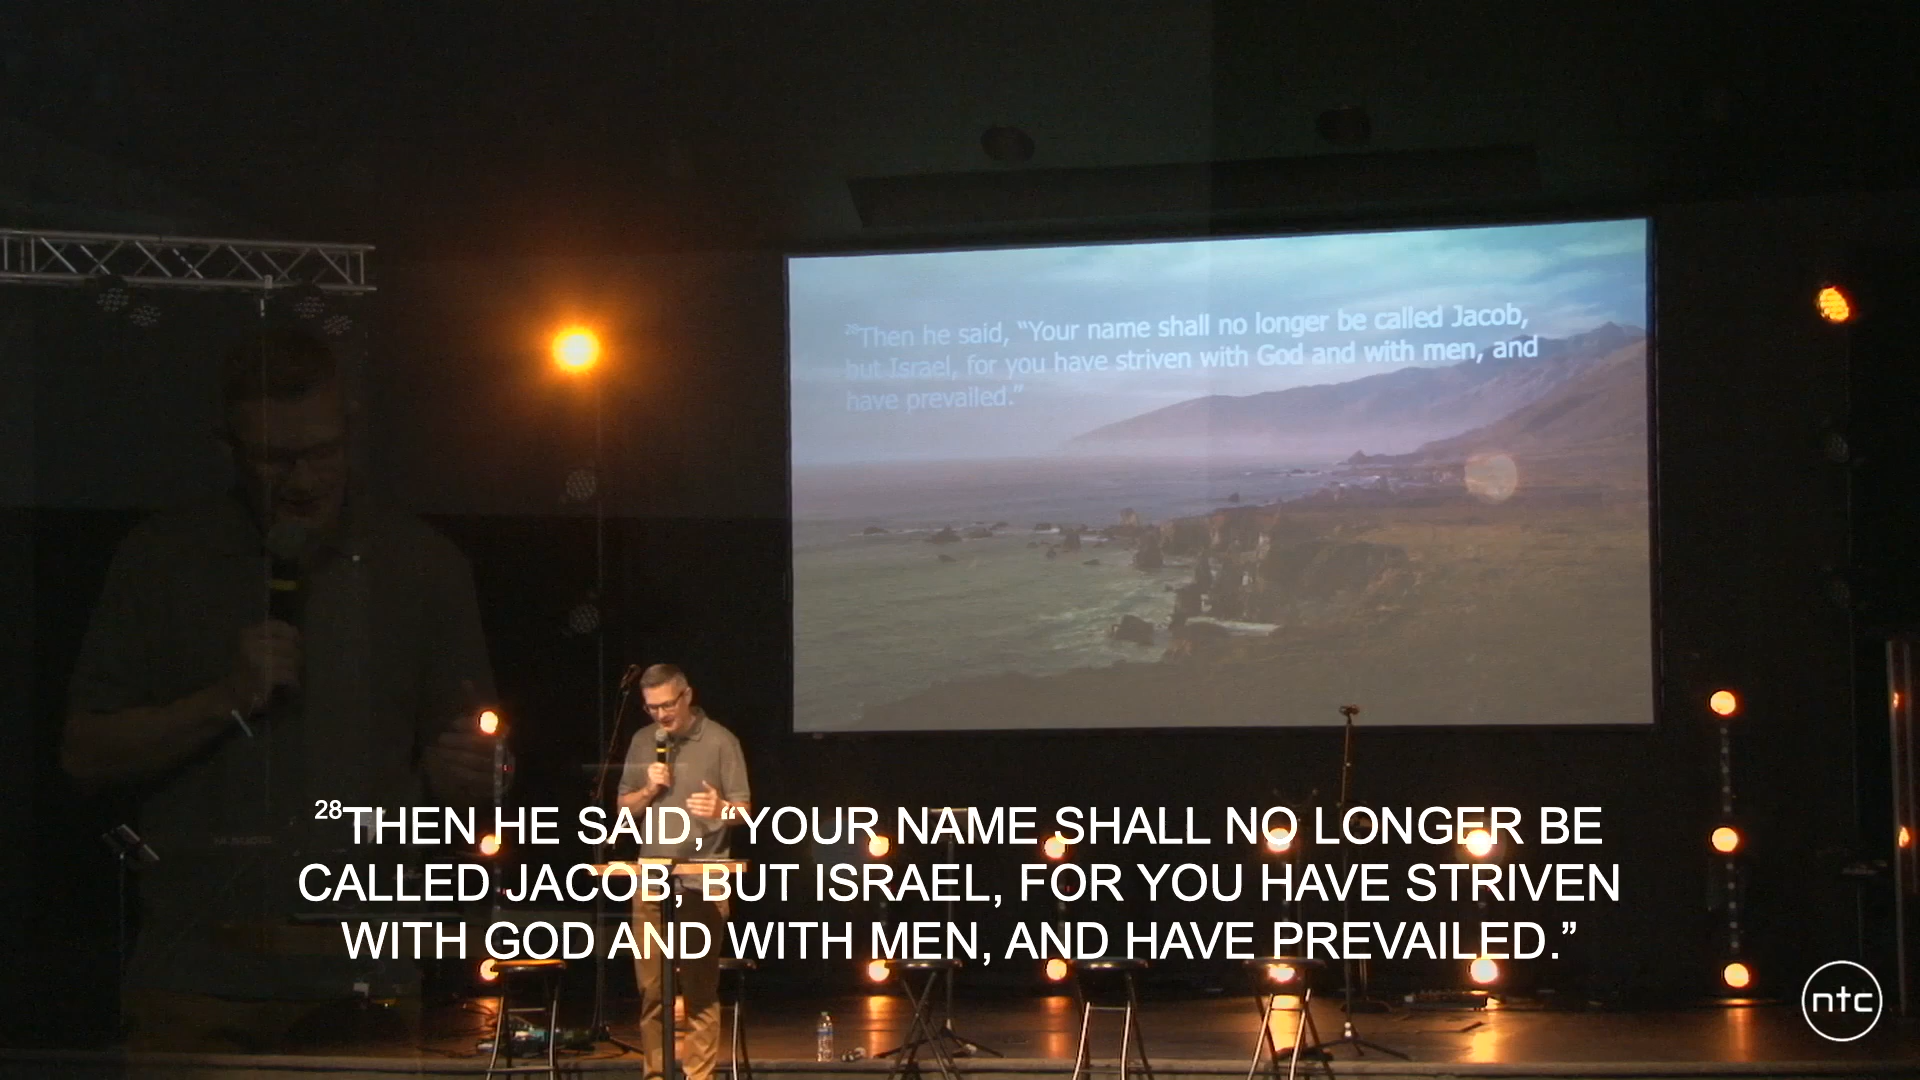 ²⁸Then he said, “Your name shall no longer be called Jacob,
but Israel, for you have striven with God and with men, and
have prevailed.”
²⁸THEN HE SAID, “YOUR NAME SHALL NO LONGER BE
CALLED JACOB, BUT ISRAEL, FOR YOU HAVE STRIVEN
WITH GOD AND WITH MEN, AND HAVE PREVAILED.”
ntc